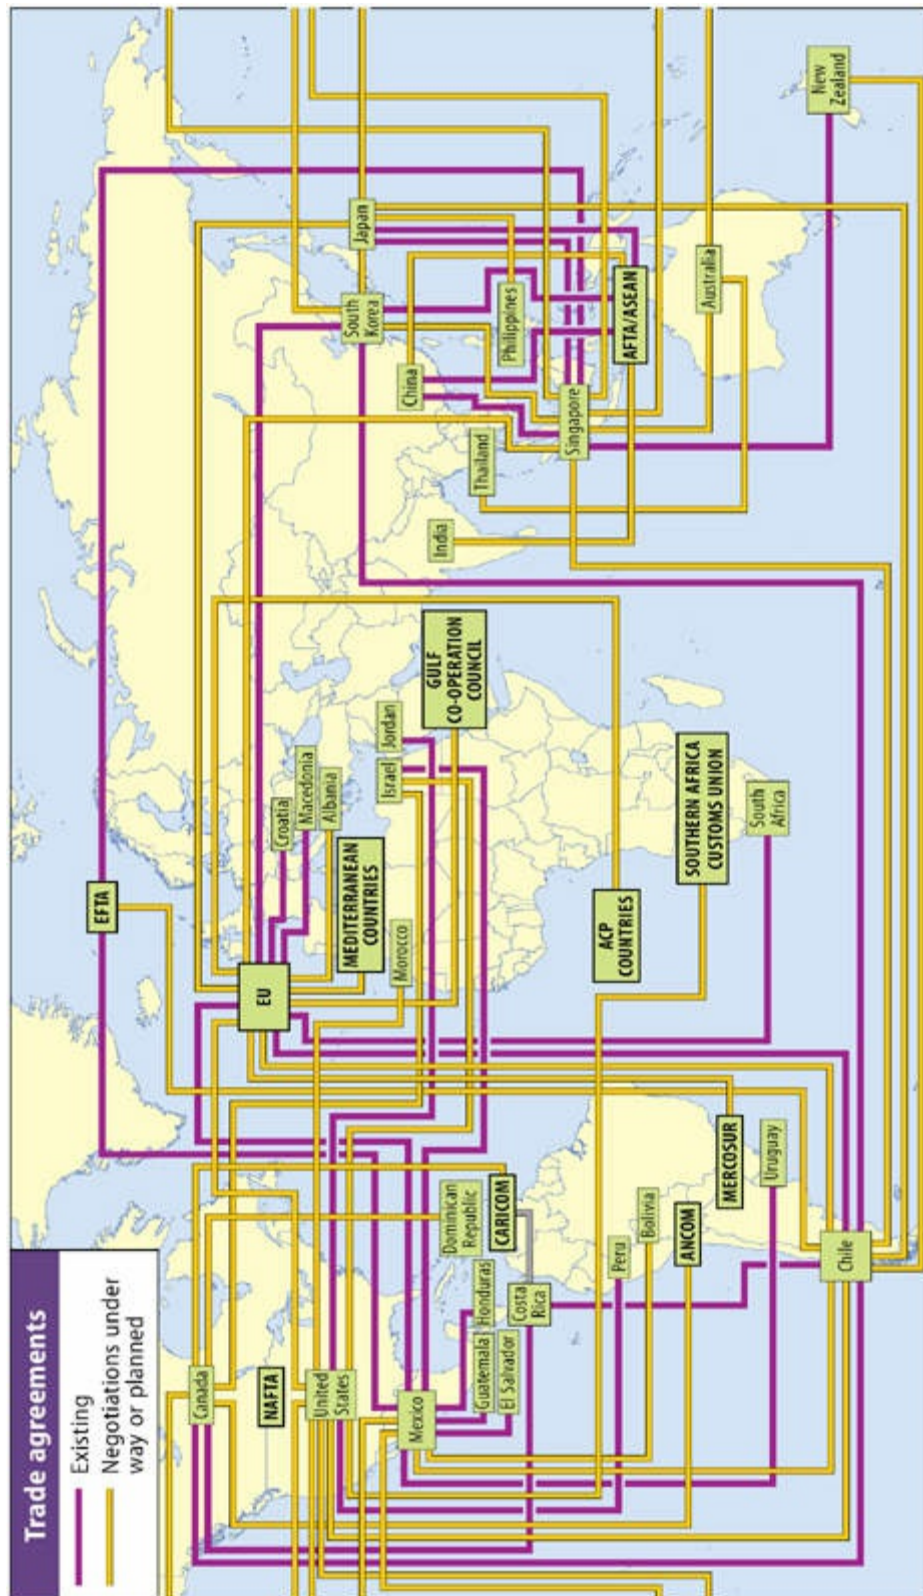 Trade agreements
Existing
Negotiations under
way or planned
EFTA
Canada
NAFTA
United
States
Mexico
Guatemala
Honduras
El Salvador
Dominican
Republic
CARICOM
Costa
Rica
Peru
Bolivia
ANCOM
MERCOSUR
Uruguay
Chile
EU
Croatia
Macedonia
Albania
MEDITERRANEAN
COUNTRIES
Morocco
Israel
Jordan
GULF
CO-OPERATION
COUNCIL
ACP
COUNTRIES
SOUTHERN AFRICA
CUSTOMS UNION
South
Africa
South
Korea
Japan
China
India
Thailand
Philippines
Singapore
AFTA/ASEAN
Australia
New
Zealand